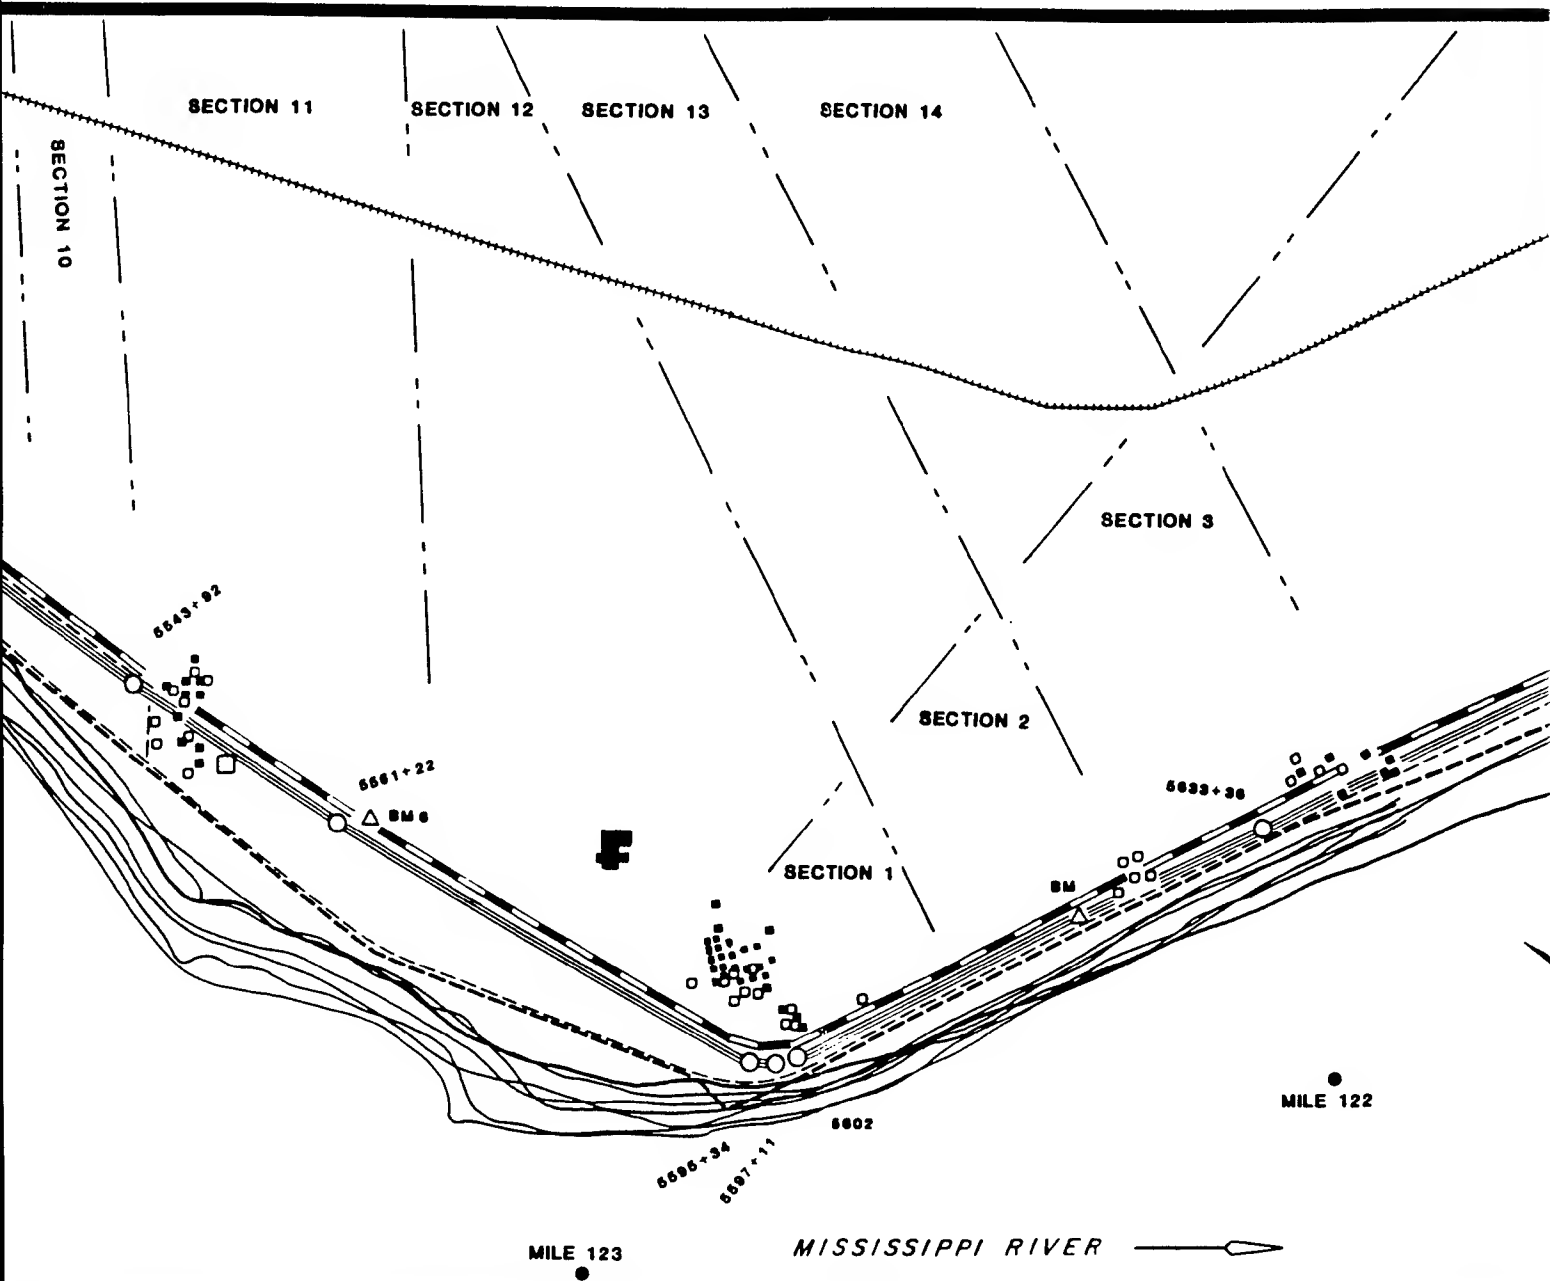 SECTION 11
SECTION 12
SECTION 13
SECTION 14
SECTION 10
SECTION 3
5543+92
SECTION 2
5561+22
BM 6
5633+36
SECTION 1
BM
MILE 122
5602
5595+34
5597+11
MILE 123
MISSISSIPPI RIVER